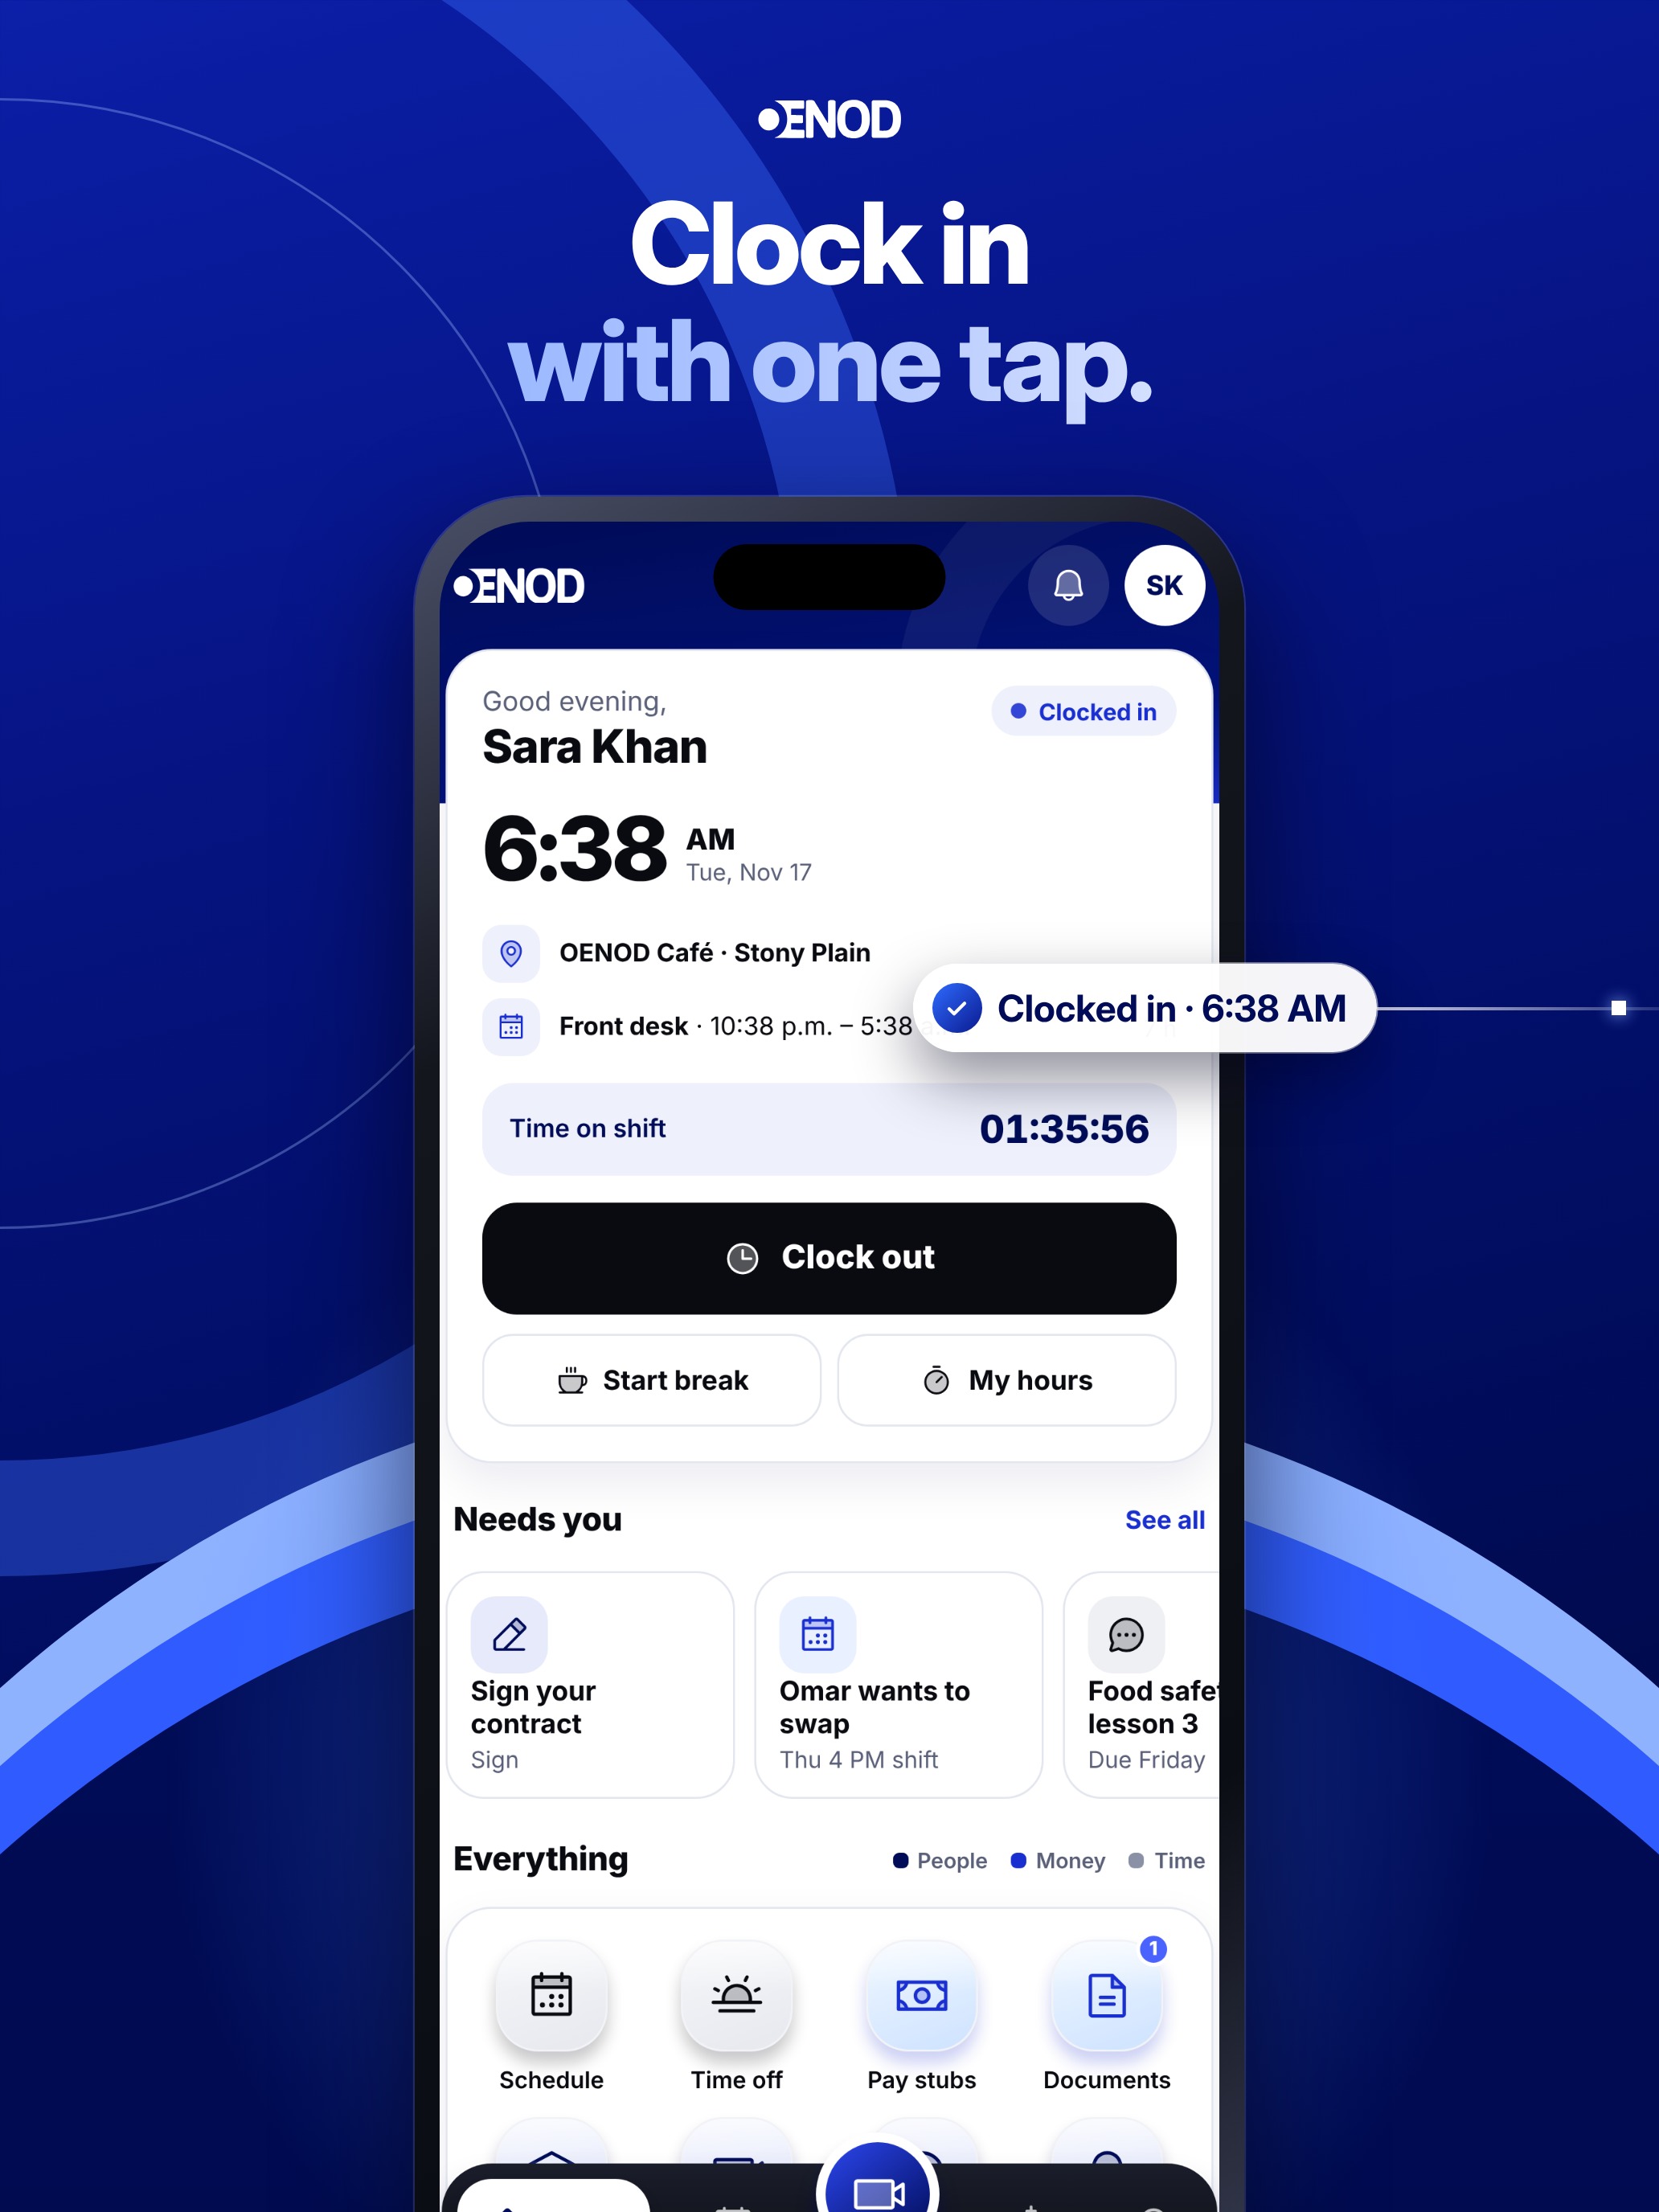 OENOD
Clock in
with one tap.
OENOD
SK
Good evening,
Sara Khan
Clocked in
6:38 AM
Tue, Nov 17
OENOD Café · Stony Plain
Clocked in · 6:38 AM
Front desk · 10:38 p.m. – 5:38
Time on shift 01:35:56
Clock out
Start break
My hours
Needs you
See all
Sign your
contract
Sign
Omar wants to
swap
Thu 4 PM shift
Food safet
lesson 3
Due Friday
Everything
People
Money
Time
1
Schedule
Time off
Pay stubs
Documents